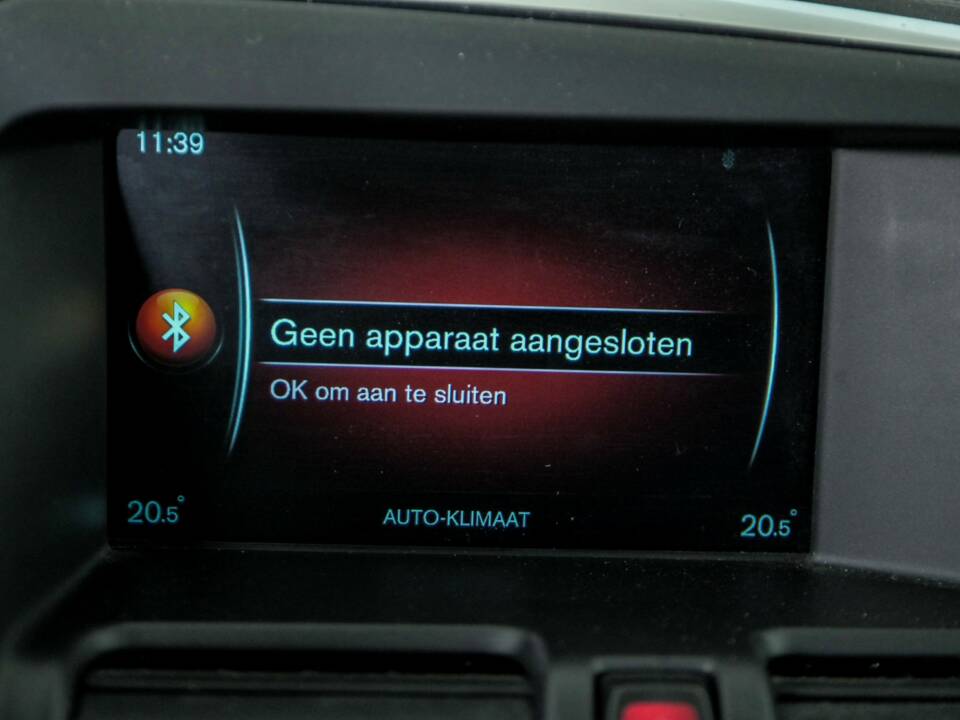 11:39
Geen apparaat aangesloten
OK om aan te sluiten
20.5° AUTO-KLIMAAT 20.5°